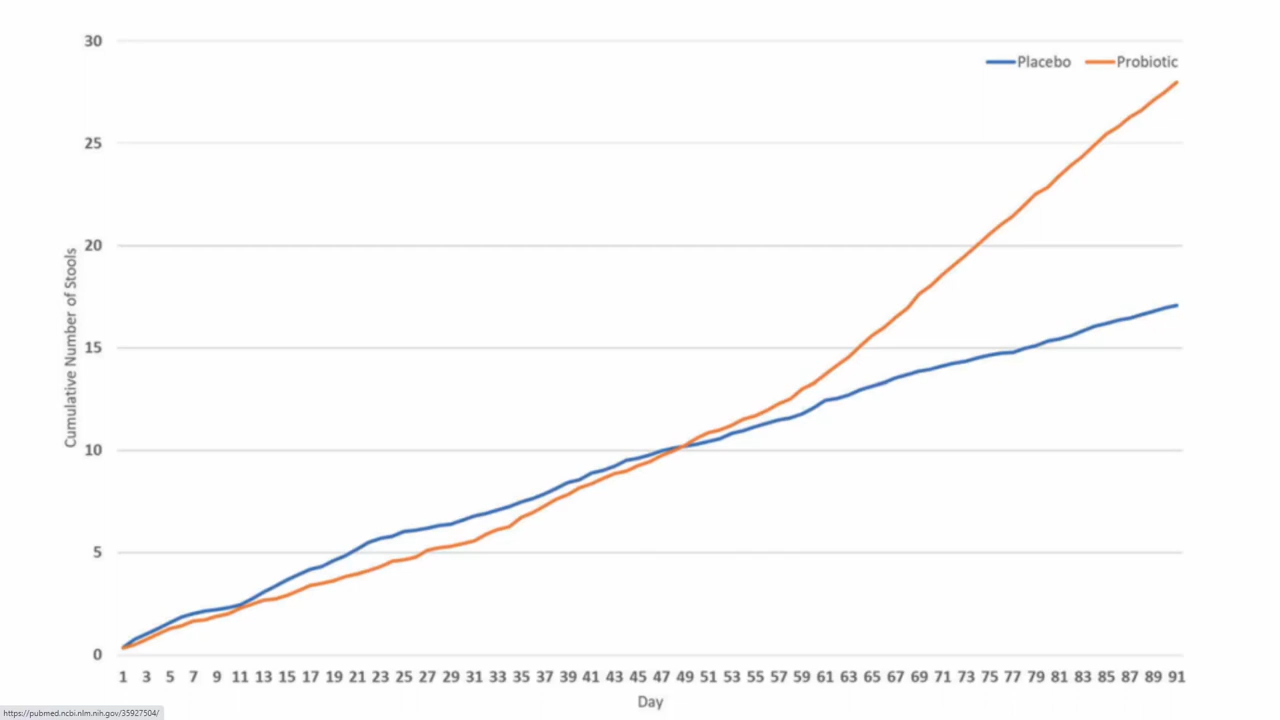 30
Placebo Probiotic
25
20
15
10
5
0
Cumulative Number of Stools
1 3 5 7 9 11 13 15 17 19 21 23 25 27 29 31 33 35 37 39 41 43 45 47 49 51 53 55 57 59 61 63 65 67 69 71 73 75 77 79 81 83 85 87 89 91
Day
https://pubmed.ncbi.nlm.nih.gov/35927504/